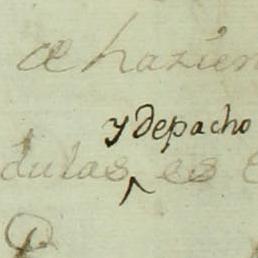 de hazien
y depacho
dulas es